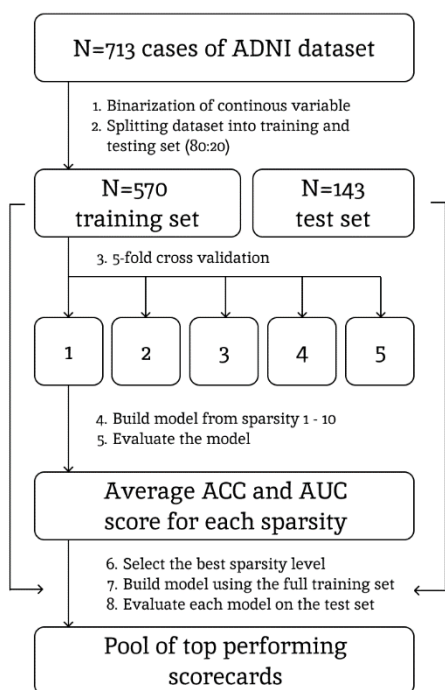 N=713 cases of ADNI dataset
1. Binarization of continous variable
2. Splitting dataset into training and
testing set (80:20)
N=570
training set
N=143
test set
3. 5-fold cross validation
1
2
3
4
5
4. Build model from sparsity 1 - 10
5. Evaluate the model
Average ACC and AUC
score for each sparsity
6. Select the best sparsity level
7. Build model using the full training set
8. Evaluate each model on the test set
Pool of top performing
scorecards